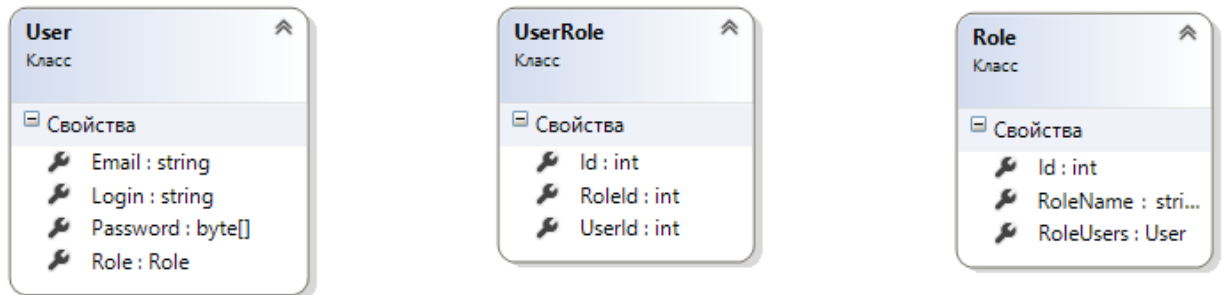 User
Класс
Свойства
Email : string
Login : string
Password : byte[]
Role : Role
UserRole
Класс
Свойства
Id : int
RoleId : int
UserId : int
Role
Класс
Свойства
Id : int
RoleName : stri...
RoleUsers : User